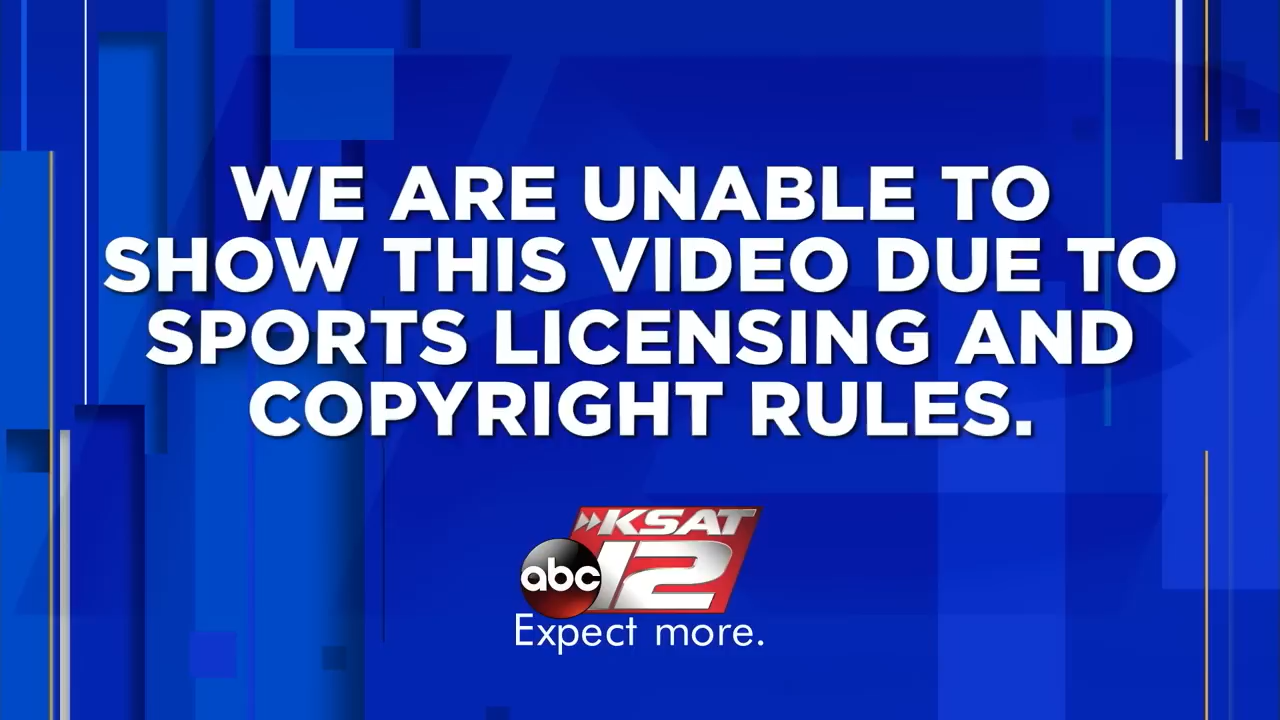 WE ARE UNABLE TO
SHOW THIS VIDEO DUE TO
SPORTS LICENSING AND
COPYRIGHT RULES.
KSAT
abc 12
Expect more.